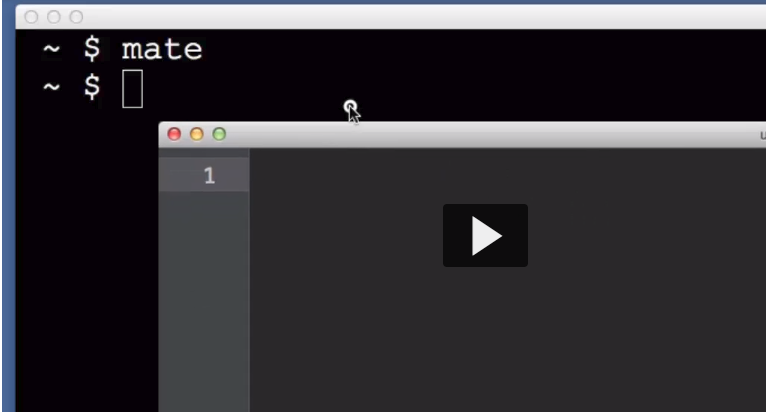 ~ $ mate
~ $
1